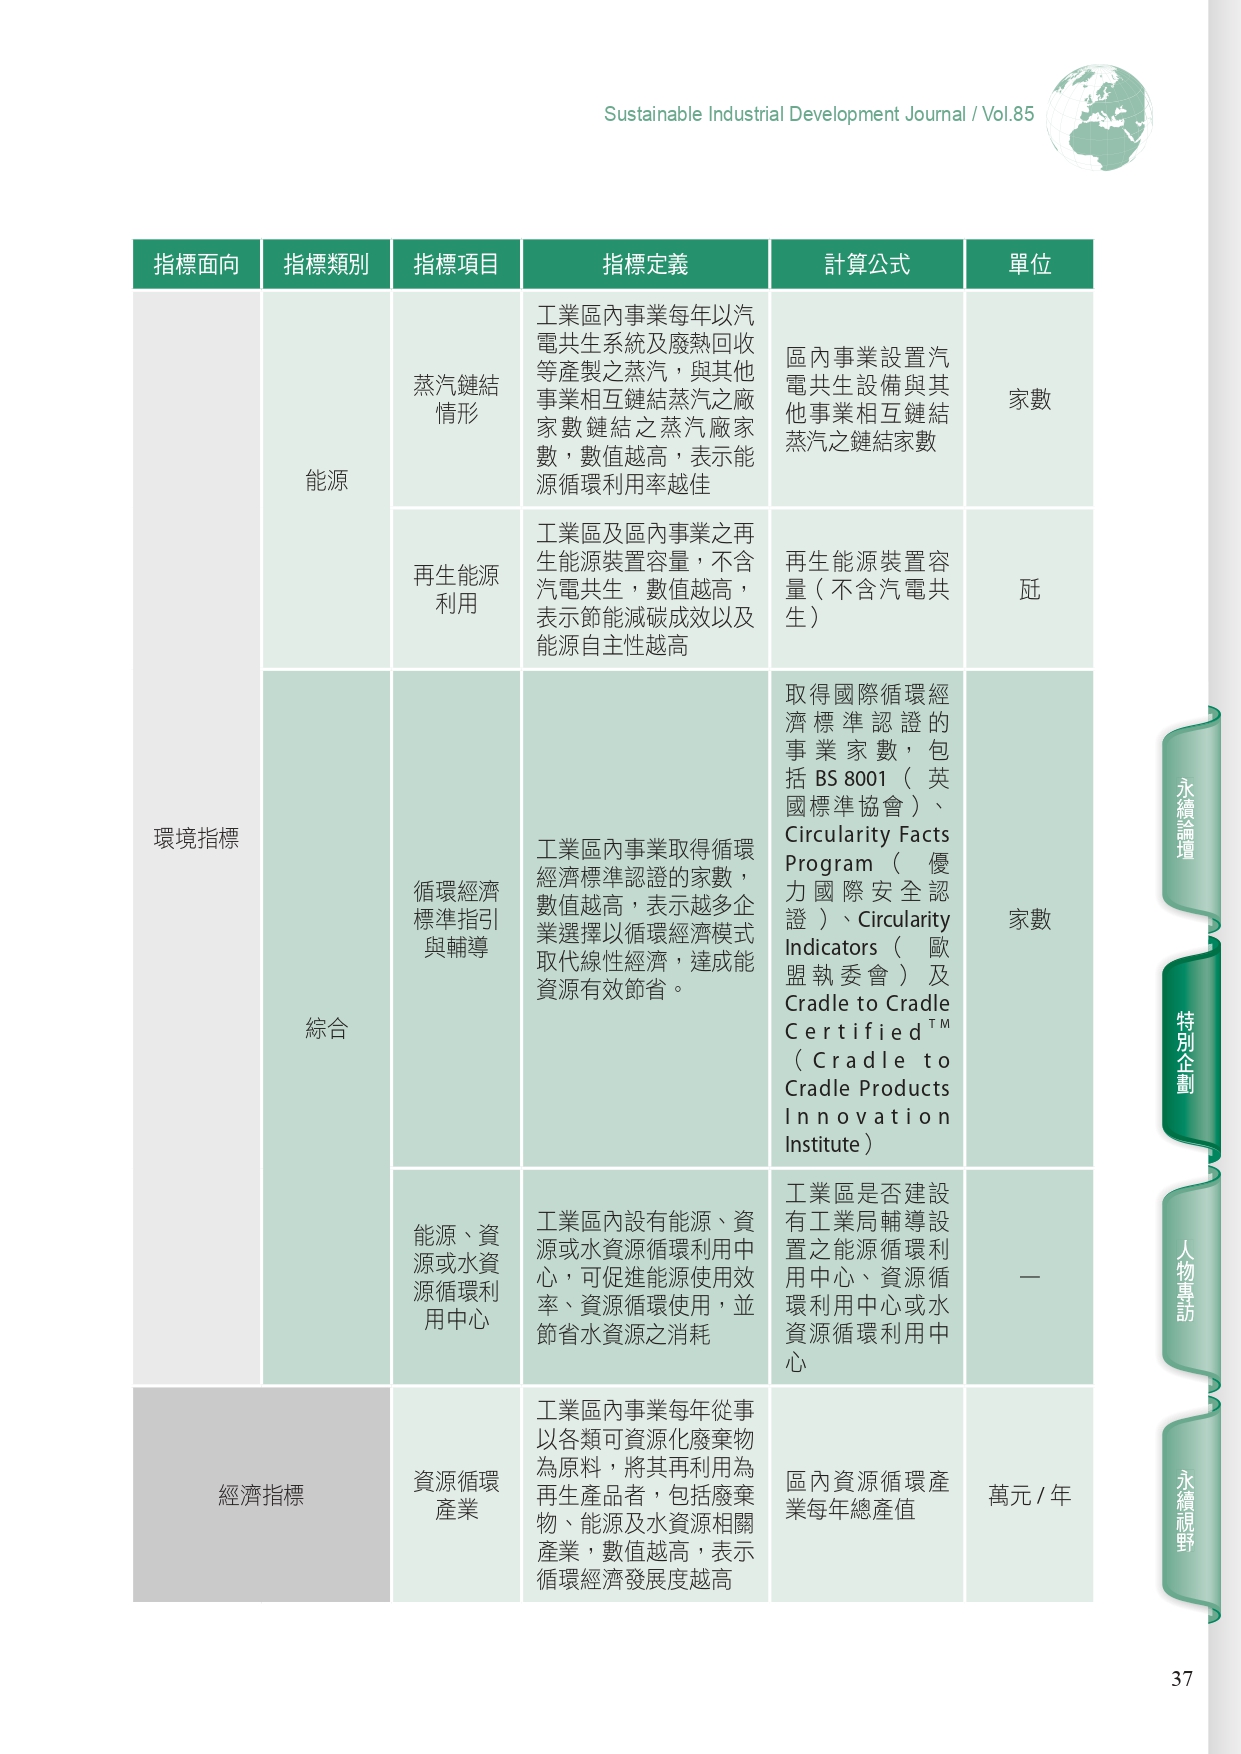 Sustainable Industrial Development Journal / Vol.85
指標面向
指標類別
指標項目
指標定義
計算公式
單位
環境指標
能源
蒸汽鏈結
情形
工業區內事業每年以汽
電共生系統及廢熱回收
等產製之蒸汽，與其他
事業相互鏈結蒸汽之廠
家數鏈結之蒸汽廠家
數，數值越高，表示能
源循環利用率越佳
區內事業設置汽
電共生設備與其
他事業相互鏈結
蒸汽之鏈結家數
家數
再生能源
利用
工業區及區內事業之再
生能源裝置容量，不含
汽電共生，數值越高，
表示節能減碳成效以及
能源自主性越高
再生能源裝置容
量（不含汽電共
生）
瓩
綜合
循環經濟
標準指引
與輔導
工業區內事業取得循環
經濟標準認證的家數，
數值越高，表示越多企
業選擇以循環經濟模式
取代線性經濟，達成能
資源有效節省。
取得國際循環經
濟標準認證的
事業家數，包
括 BS 8001（英
國標準協會）、
Circularity Facts
Program（優
力國際安全認
證）、Circularity
Indicators（歐
盟執委會）及
Cradle to Cradle
Certified™
（Cradle to
Cradle Products
Innovation
Institute）
家數
能源、資
源或水資
源循環利
用中心
工業區內設有能源、資
源或水資源循環利用中
心，可促進能源使用效
率、資源循環使用，並
節省水資源之消耗
工業區是否建設
有工業局輔導設
置之能源循環利
用中心、資源循
環利用中心或水
資源循環利用中
心
—
經濟指標
資源循環
產業
工業區內事業每年從事
以各類可資源化廢棄物
為原料，將其再利用為
再生產品者，包括廢棄
物、能源及水資源相關
產業，數值越高，表示
循環經濟發展度越高
區內資源循環產
業每年總產值
萬元 / 年
永續論壇
特別企劃
人物專訪
永續視野
37